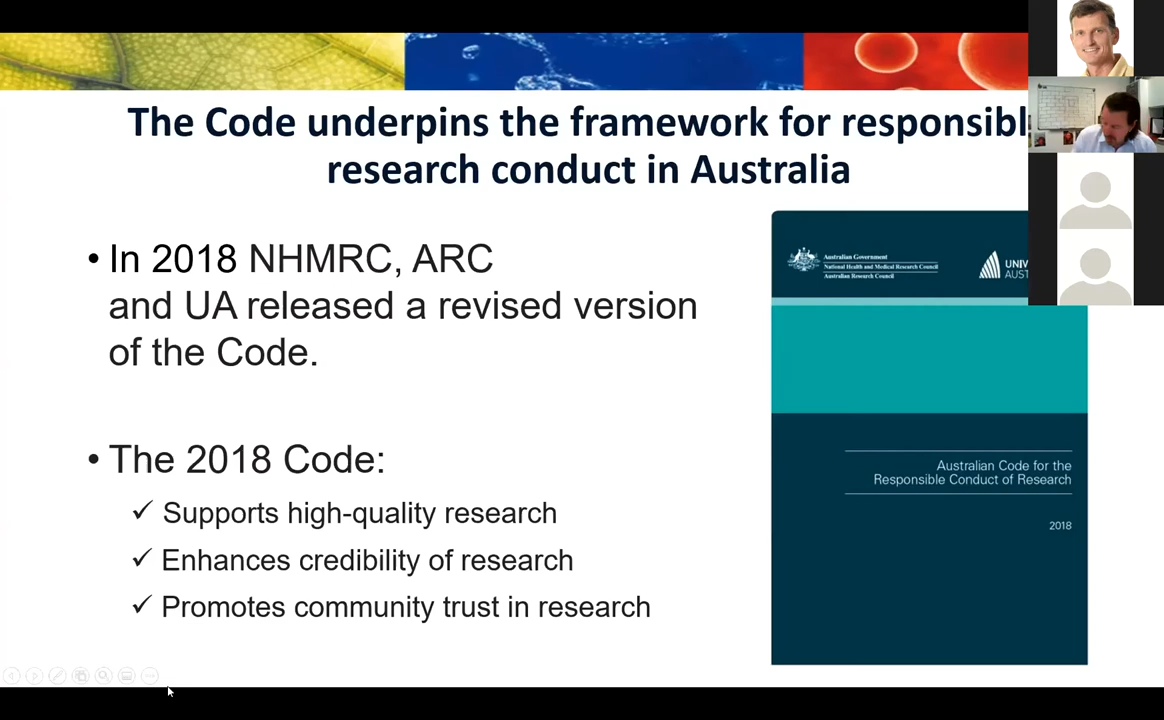 The Code underpins the framework for responsibl
research conduct in Australia
• In 2018 NHMRC, ARC
and UA released a revised version
of the Code.
• The 2018 Code:
✓ Supports high-quality research
✓ Enhances credibility of research
✓ Promotes community trust in research
Australian Government
National Health and Medical Research Council
Australian Research Council
UNIV
AUST
Australian Code for the
Responsible Conduct of Research
2018